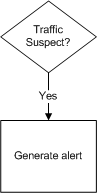 Traffic
Suspect?
Yes
Generate alert